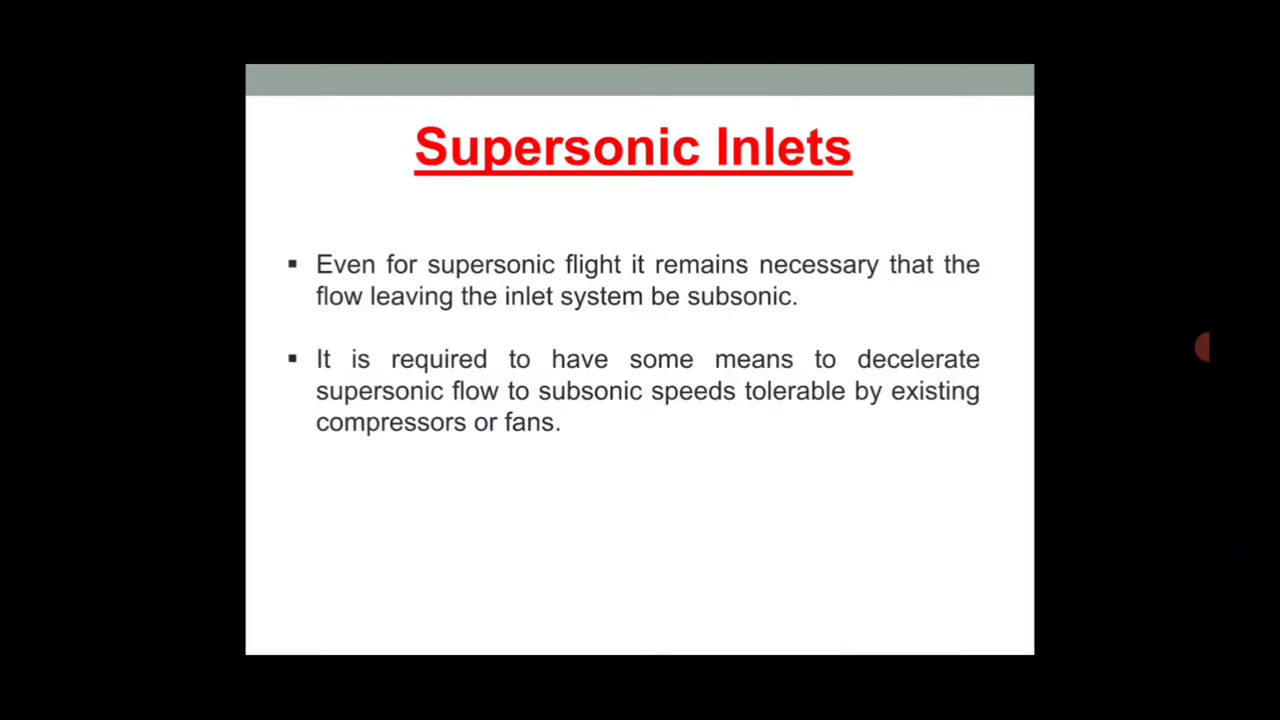 Supersonic Inlets
▪ Even for supersonic flight it remains necessary that the
flow leaving the inlet system be subsonic.
▪ It is required to have some means to decelerate
supersonic flow to subsonic speeds tolerable by existing
compressors or fans.